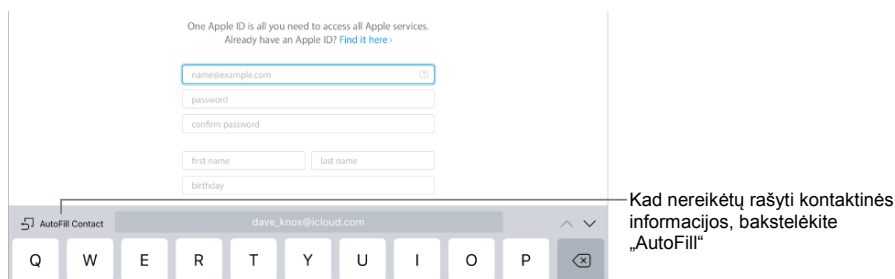 One Apple ID is all you need to access all Apple services.
Already have an Apple ID? Find it here ›
name@example.com
password
confirm password
first name last name
birthday
AutoFill Contact dave_knox@icloud.com
Kad nereikėtų rašyti kontaktinės
informacijos, bakstelėkite
„AutoFill“
Q W E R T Y U I O P